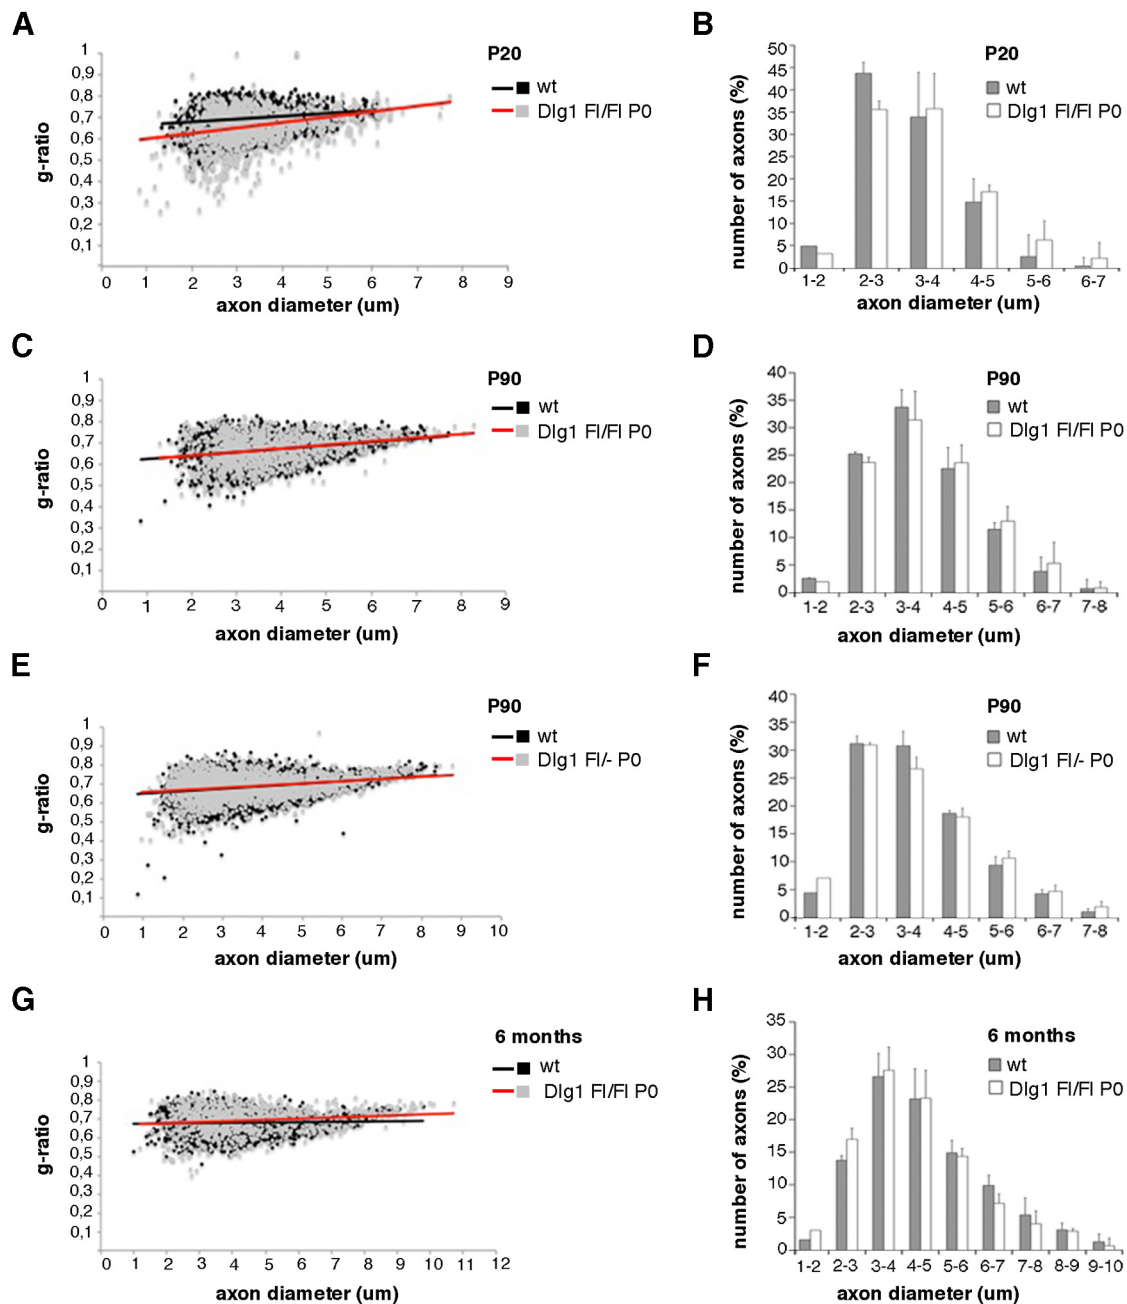 A
P20
wt
Dlg1 Fl/Fl P0
1
0,9
0,8
0,7
0,6
0,5
0,4
0,3
0,2
0,1
g-ratio
0 1 2 3 4 5 6 7 8 9
axon diameter (um)
B
P20
wt
Dlg1 Fl/Fl P0
50
45
40
35
30
25
20
15
10
5
0
number of axons (%)
1-2 2-3 3-4 4-5 5-6 6-7
axon diameter (um)
C
P90
wt
Dlg1 Fl/Fl P0
1
0,9
0,8
0,7
0,6
0,5
0,4
0,3
0,2
0,1
g-ratio
0 1 2 3 4 5 6 7 8 9
axon diameter (um)
D
P90
wt
Dlg1 Fl/Fl P0
40
35
30
25
20
15
10
5
0
number of axons (%)
1-2 2-3 3-4 4-5 5-6 6-7 7-8
axon diameter (um)
E
P90
wt
Dlg1 Fl/- P0
1
0,9
0,8
0,7
0,6
0,5
0,4
0,3
0,2
0,1
g-ratio
0 1 2 3 4 5 6 7 8 9 10
axon diameter (um)
F
P90
wt
Dlg1 Fl/- P0
40
35
30
25
20
15
10
5
0
number of axons (%)
1-2 2-3 3-4 4-5 5-6 6-7 7-8
axon diameter (um)
G
6 months
wt
Dlg1 Fl/Fl P0
1
0,9
0,8
0,7
0,6
0,5
0,4
0,3
0,2
0,1
g-ratio
0 1 2 3 4 5 6 7 8 9 10 11 12
axon diameter (um)
H
6 months
wt
Dlg1 Fl/Fl P0
35
30
25
20
15
10
5
0
number of axons (%)
1-2 2-3 3-4 4-5 5-6 6-7 7-8 8-9 9-10
axon diameter (um)